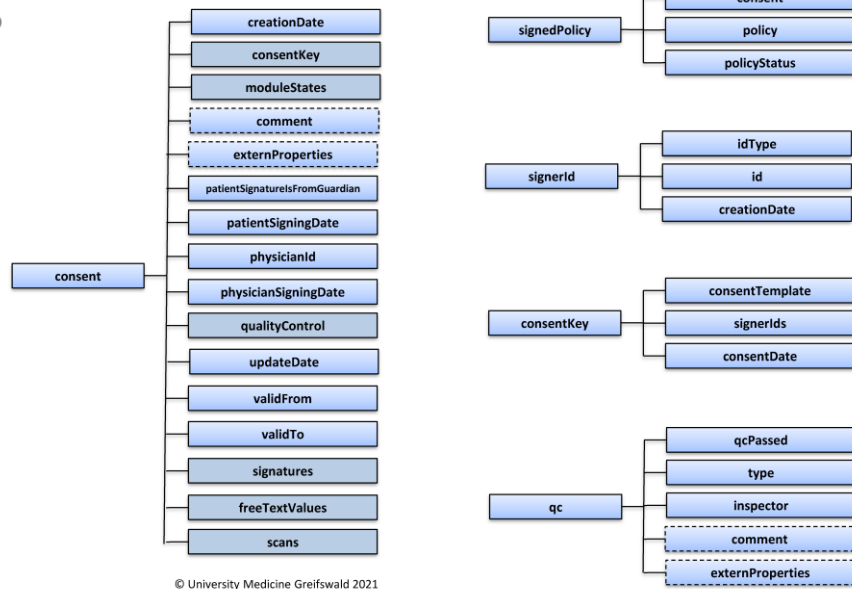 creationDate
consentKey
moduleStates
comment
externProperties
patientSignatureIsFromGuardian
patientSigningDate
physicianId
consent
physicianSigningDate
qualityControl
updateDate
validFrom
validTo
signatures
freeTextValues
scans
© University Medicine Greifswald 2021
consent
signedPolicy
policy
policyStatus
idType
signerId
id
creationDate
consentTemplate
consentKey
signerIds
consentDate
qcPassed
type
qc
inspector
comment
externProperties